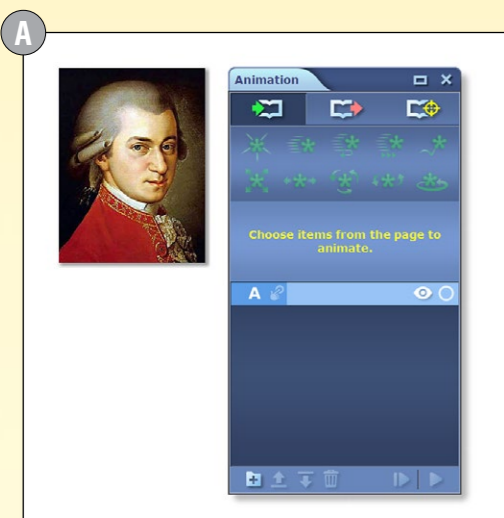 A
Animation
Choose items from the page to
animate.
A